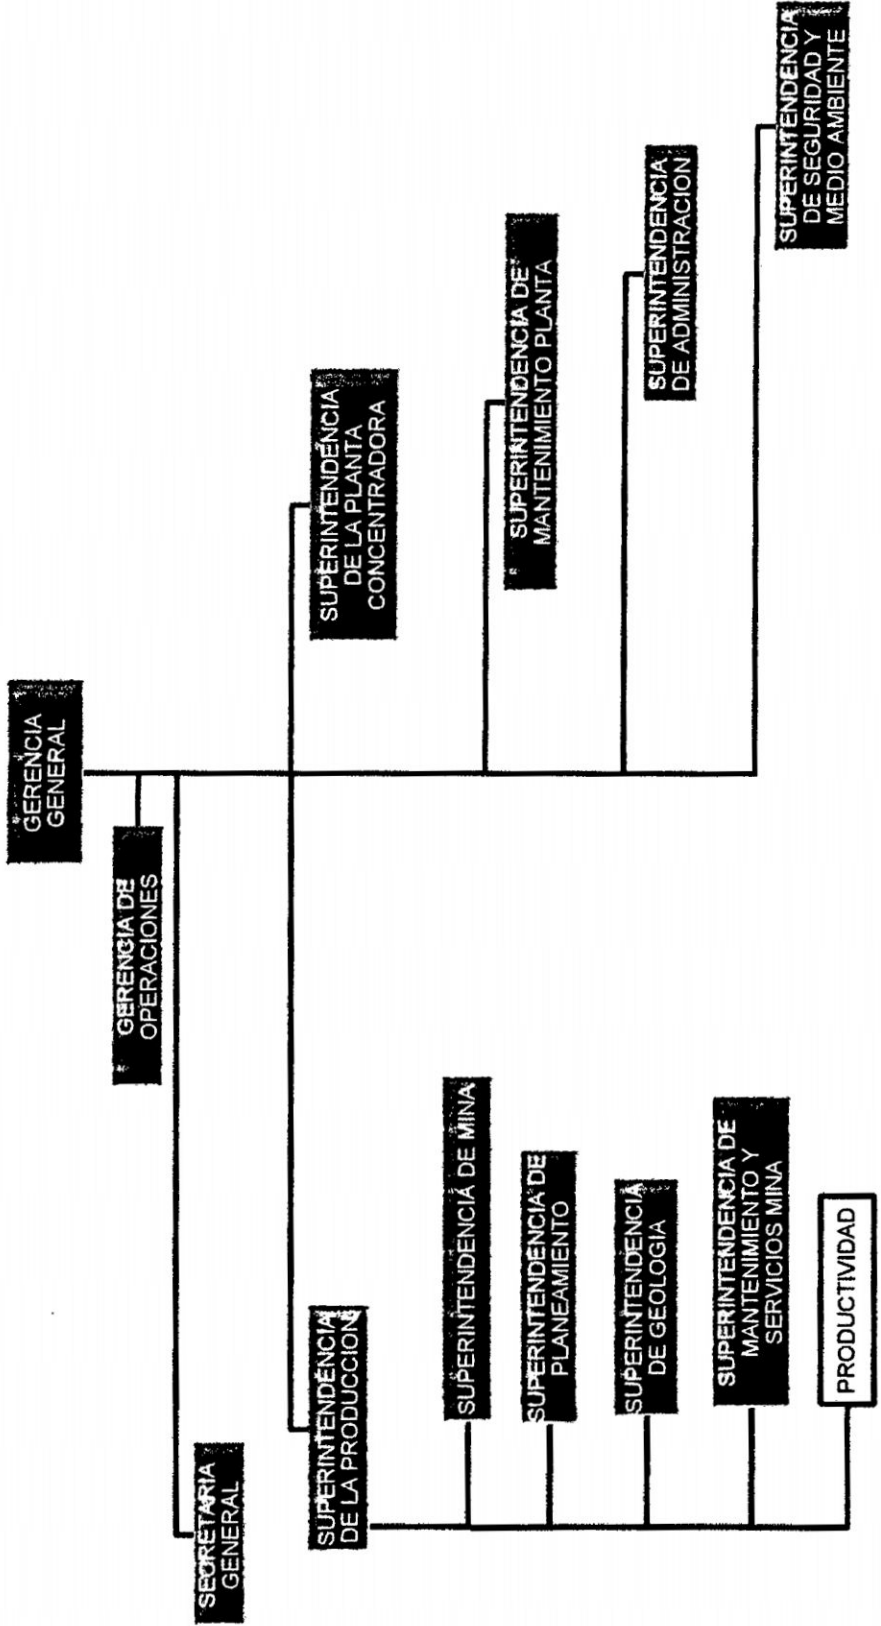 GERENCIA
GENERAL
GERENCIA DE
OPERACIONES
SECRETARIA
GENERAL
SUPERINTENDENCIA
DE LA PRODUCCION
SUPERINTENDENCIA
DE LA PLANTA
CONCENTRADORA
SUPERINTENDENCIA DE MINA
SUPERINTENDENCIA DE
PLANEAMIENTO
SUPERINTENDENCIA
DE GEOLOGIA
SUPERINTENDENCIA DE
MANTENIMIENTO Y
SERVICIOS MINA
PRODUCTIVIDAD
SUPERINTENDENCIA DE
MANTENIMIENTO PLANTA
SUPERINTENDENCIA
DE ADMINISTRACION
SUPERINTENDENCIA
DE SEGURIDAD Y
MEDIO AMBIENTE